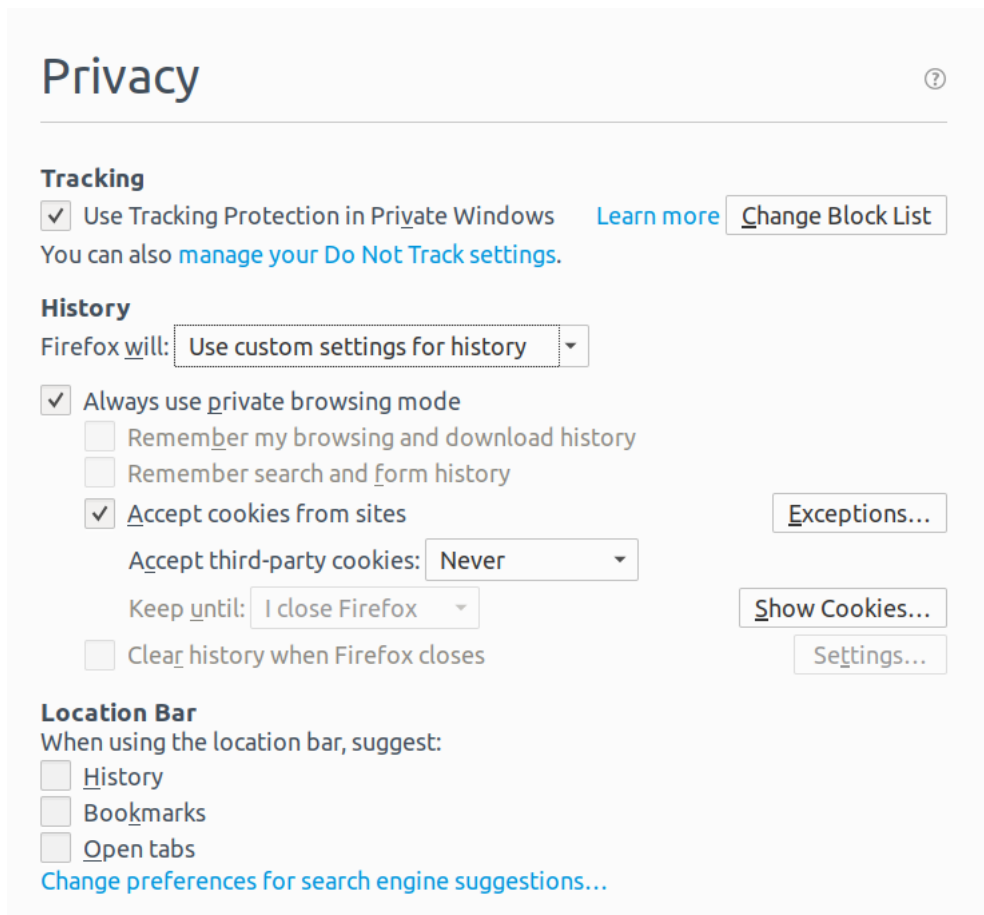 Privacy ?
Tracking
Use Tracking Protection in Private Windows Learn more Change Block List
You can also manage your Do Not Track settings.
History
Firefox will: Use custom settings for history
Always use private browsing mode
Remember my browsing and download history
Remember search and form history
Accept cookies from sites Exceptions…
Accept third-party cookies: Never
Keep until: I close Firefox Show Cookies…
Clear history when Firefox closes Settings…
Location Bar
When using the location bar, suggest:
History
Bookmarks
Open tabs
Change preferences for search engine suggestions…